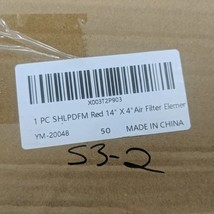 X003T2P903
1 PC SHLPDFM Red 14" X 4"Air Filter Elemer
YM-20048 50 MADE IN CHINA
S3-2